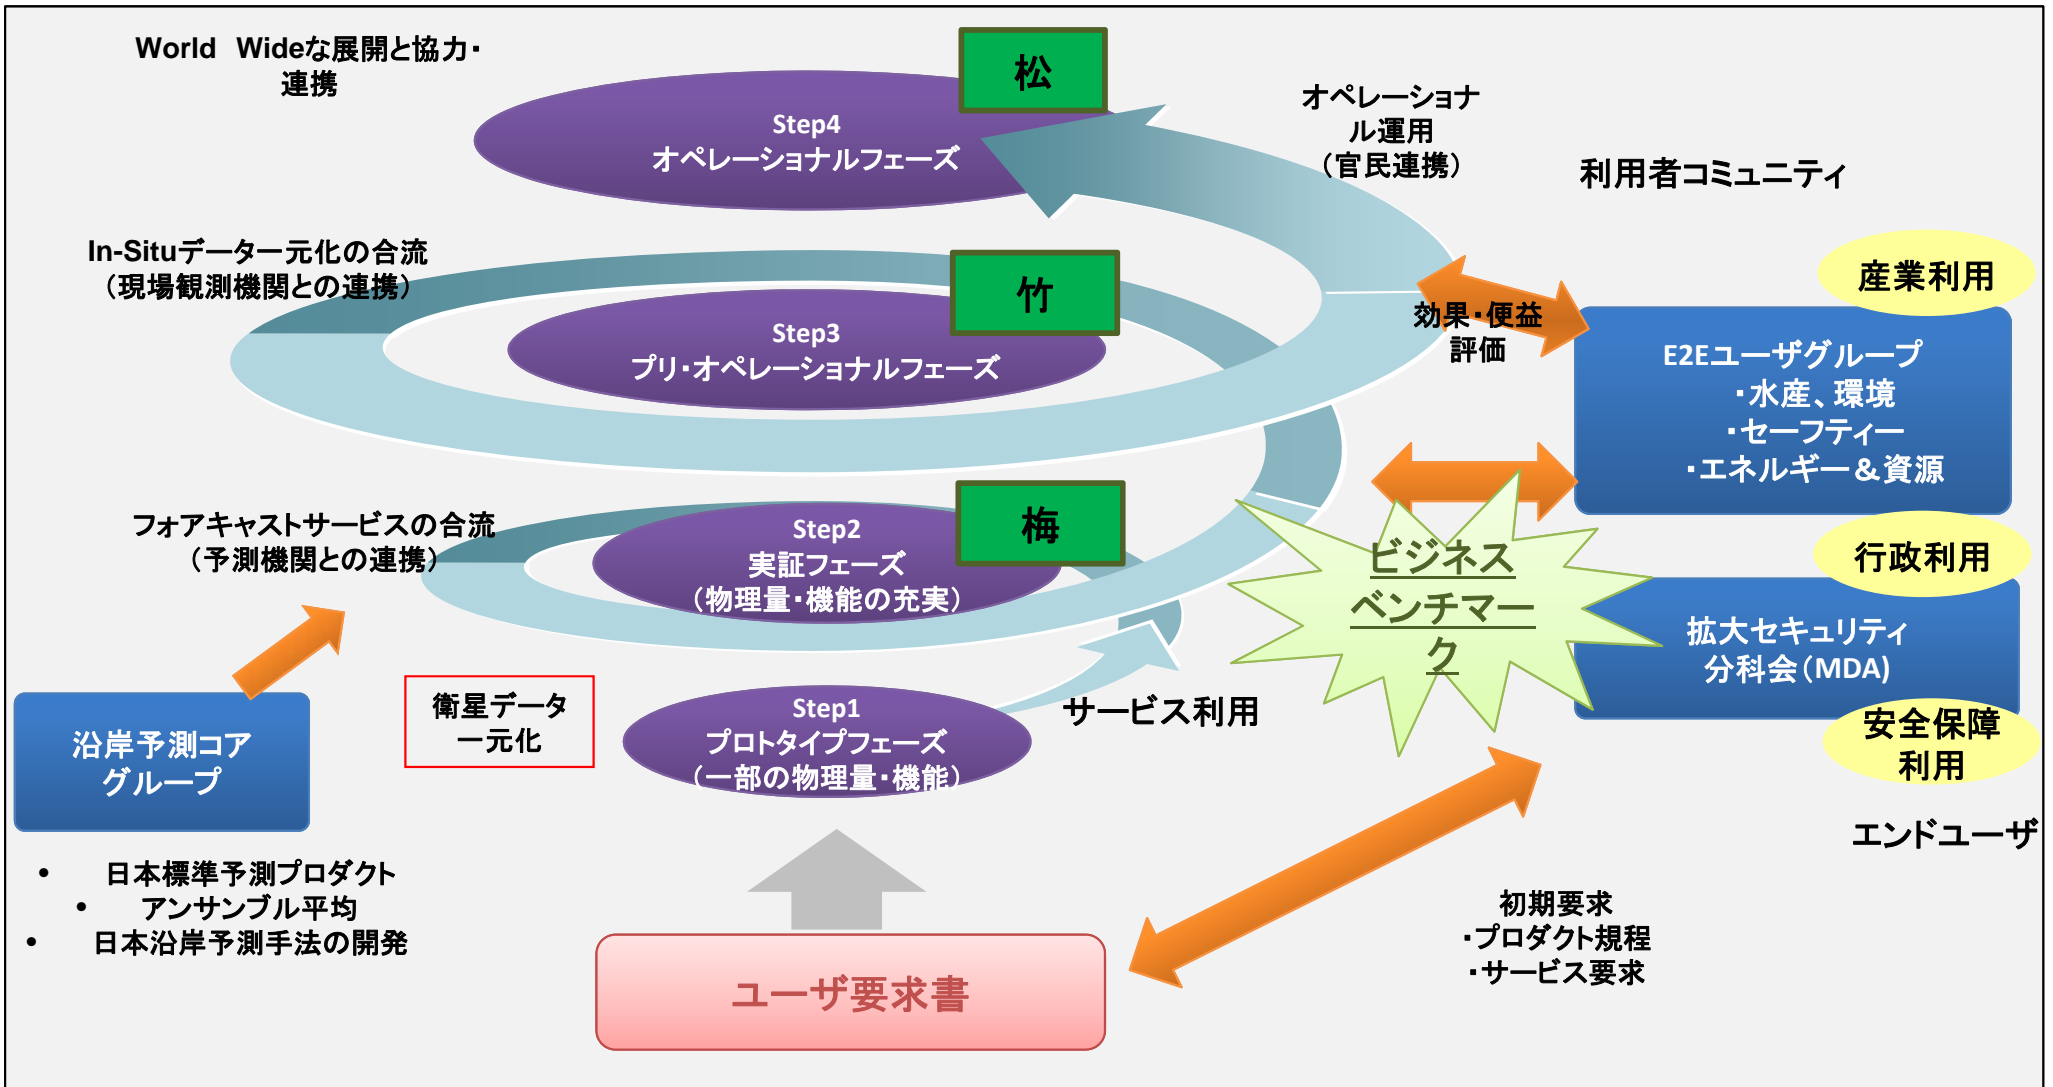 World Wideな展開と協力・
連携
松
Step4
オペレーショナルフェーズ
オペレーショナ
ル運用
（官民連携）
利用者コミュニティ
In-Situデータ一元化の合流
（現場観測機関との連携）
竹
Step3
プリ・オペレーショナルフェーズ
効果・便益
評価
産業利用
E2Eユーザグループ
・水産、環境
・セーフティー
・エネルギー＆資源
フォアキャストサービスの合流
（予測機関との連携）
梅
Step2
実証フェーズ
（物理量・機能の充実）
ビジネス
ベンチマー
ク
行政利用
拡大セキュリティ
分科会（MDA）
安全保障
利用
エンドユーザ
沿岸予測コア
グループ
衛星データ
一元化
Step1
プロトタイプフェーズ
（一部の物理量・機能）
サービス利用
• 日本標準予測プロダクト
• アンサンブル平均
• 日本沿岸予測手法の開発
ユーザ要求書
初期要求
・プロダクト規程
・サービス要求